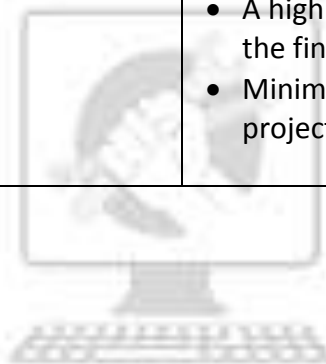 • A high
the fin
• Minim
project